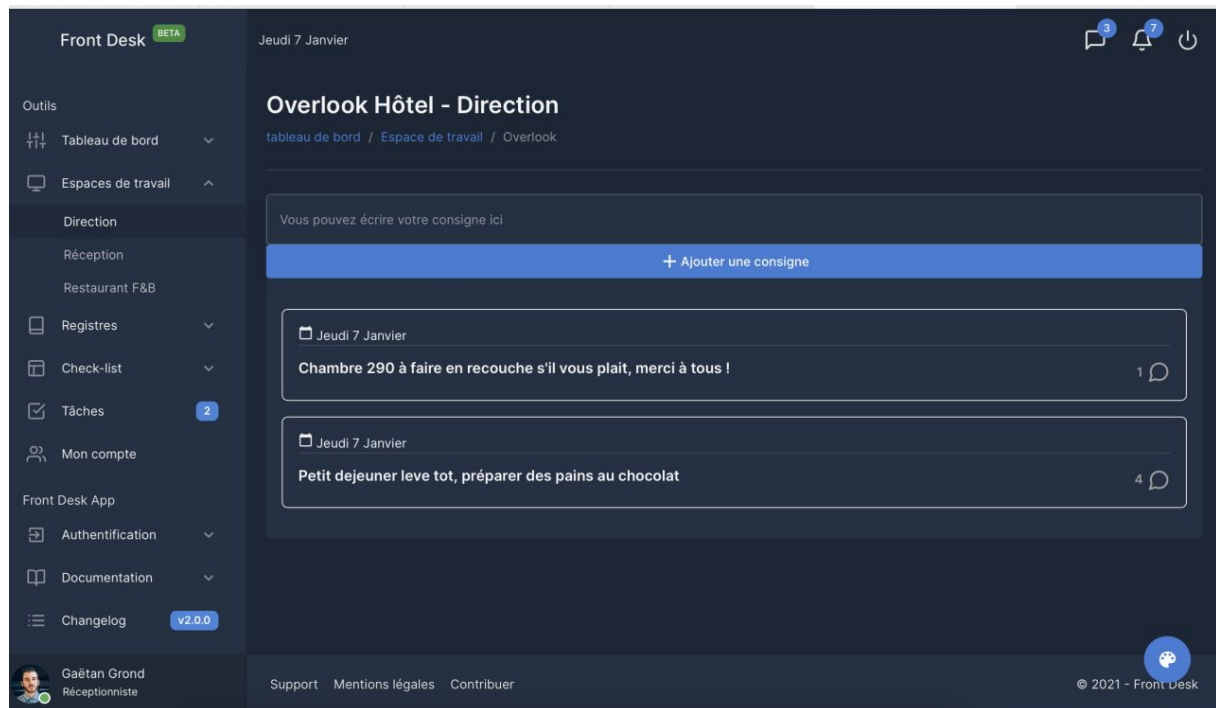 Front Desk BETA
Jeudi 7 Janvier
3
7
Outils
Tableau de bord
Espaces de travail
Direction
Réception
Restaurant F&B
Registres
Check-list
Tâches 2
Mon compte
Front Desk App
Authentification
Documentation
Changelog v2.0.0
Gaëtan Grond
Réceptionniste
Overlook Hôtel - Direction
tableau de bord / Espace de travail / Overlook
Vous pouvez écrire votre consigne ici
+ Ajouter une consigne
Jeudi 7 Janvier
Chambre 290 à faire en recouche s'il vous plait, merci à tous !
1
Jeudi 7 Janvier
Petit dejeuner leve tot, préparer des pains au chocolat
4
Support Mentions légales Contribuer
© 2021 - Front Desk